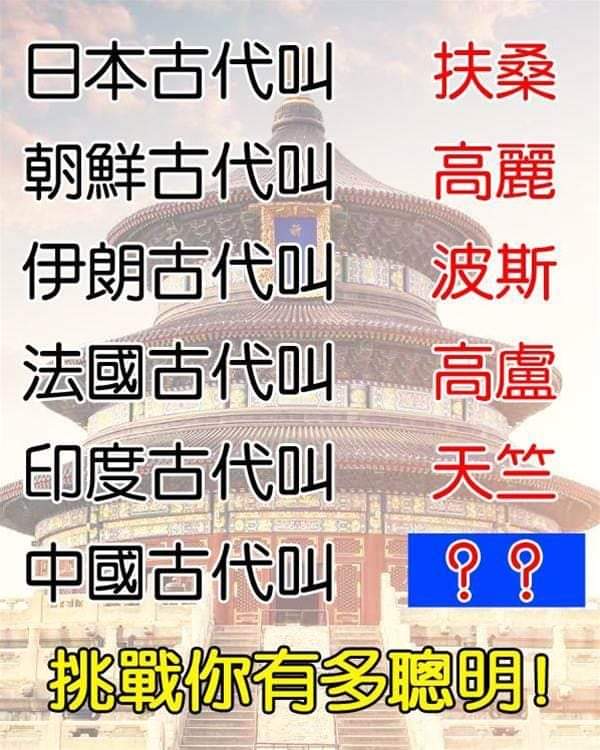 日本古代叫 扶桑
朝鮮古代叫 高麗
伊朗古代叫 波斯
法國古代叫 高盧
印度古代叫 天竺
中國古代叫 ？？
挑戰你有多聰明！